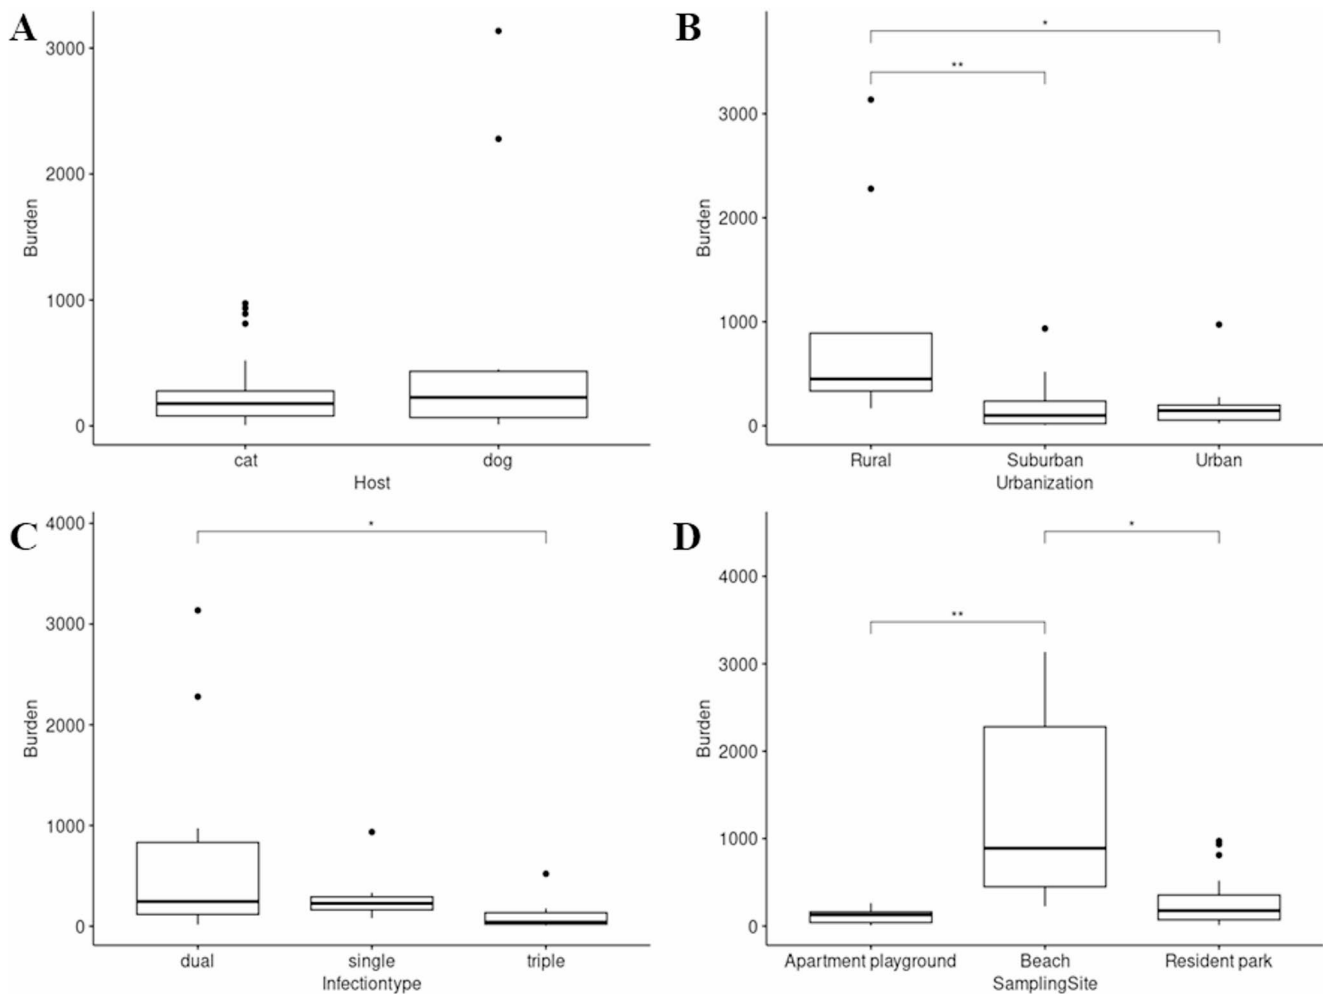 A
3000
2000
1000
0
Burden
cat dog
Host
B
*
**
3000
2000
1000
0
Burden
Rural Suburban Urban
Urbanization
C
4000
*
3000
2000
1000
0
Burden
dual single triple
Infectiontype
D
*
4000
**
3000
2000
1000
0
Burden
Apartment playground Beach Resident park
SamplingSite